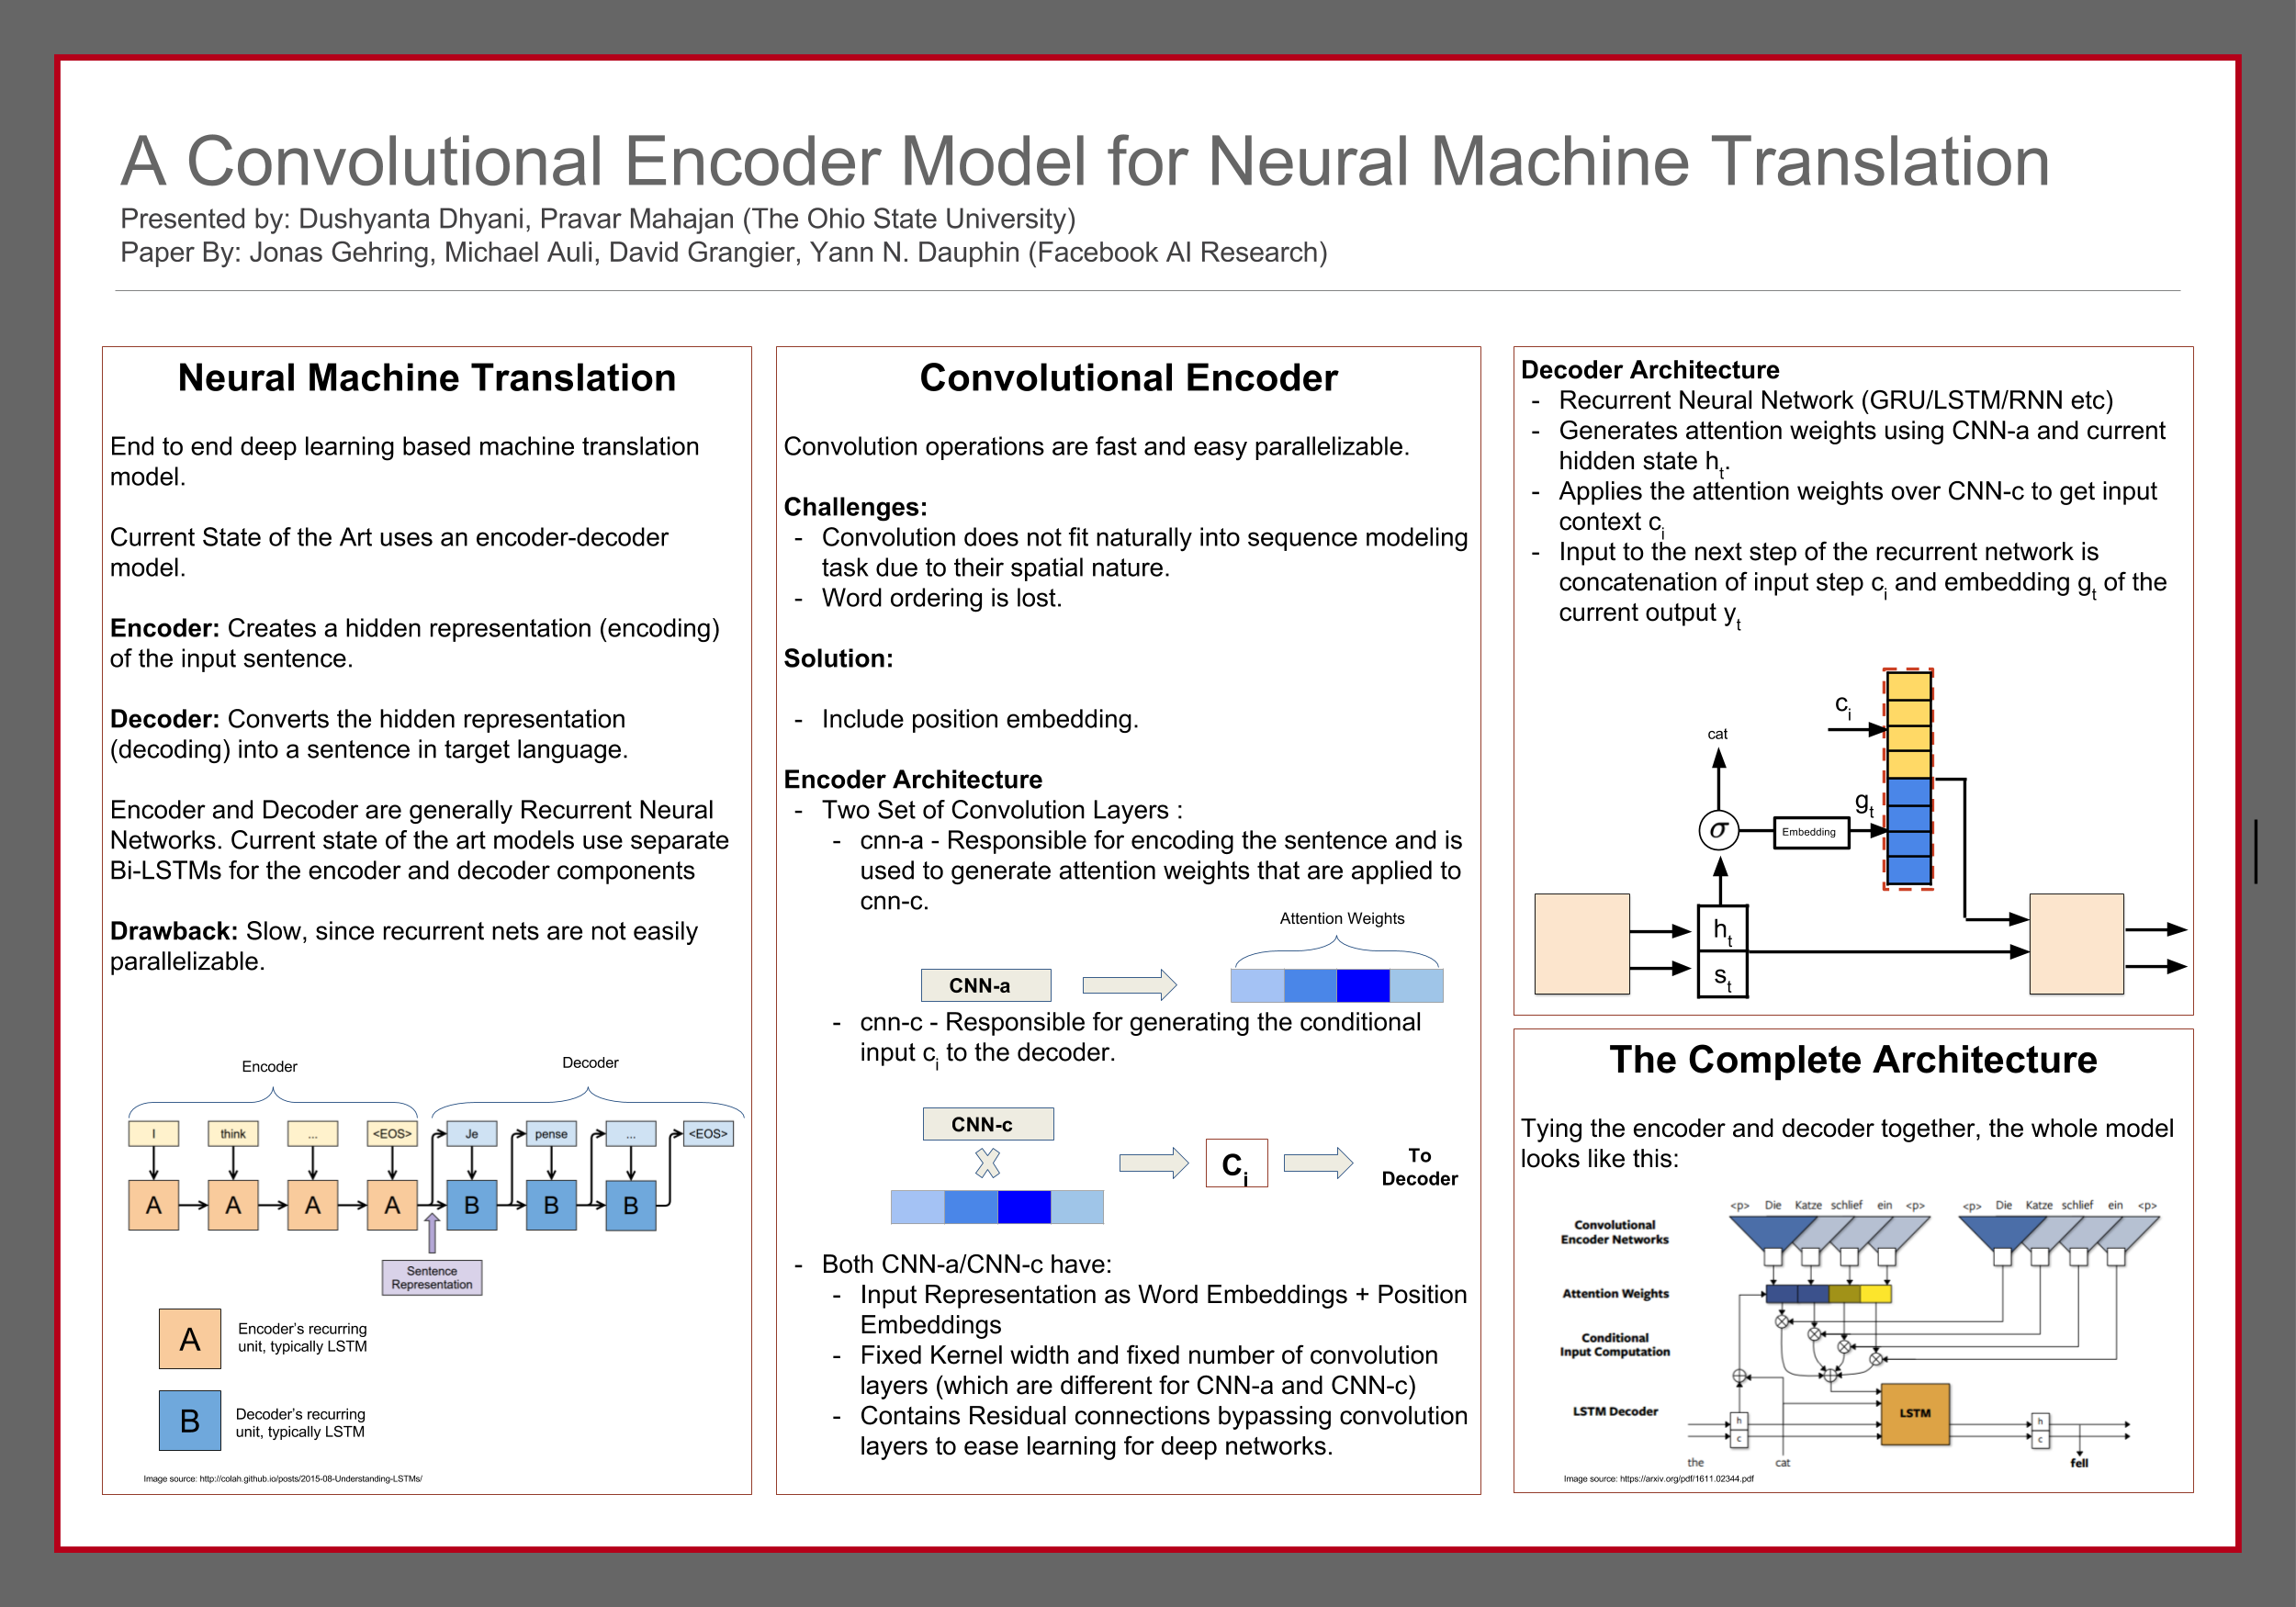 A Convolutional Encoder Model for Neural Machine Translation
Presented by: Dushyanta Dhyani, Pravar Mahajan (The Ohio State University)
Paper By: Jonas Gehring, Michael Auli, David Grangier, Yann N. Dauphin (Facebook AI Research)
Neural Machine Translation
End to end deep learning based machine translation
model.
Current State of the Art uses an encoder-decoder
model.
Encoder: Creates a hidden representation (encoding)
of the input sentence.
Decoder: Converts the hidden representation
(decoding) into a sentence in target language.
Encoder and Decoder are generally Recurrent Neural
Networks. Current state of the art models use separate
Bi-LSTMs for the encoder and decoder components
Drawback: Slow, since recurrent nets are not easily
parallelizable.
Encoder Decoder
I think ... <EOS> Je pense ... <EOS>
A A A A B B B
Sentence
Representation
A
Encoder's recurring
unit, typically LSTM
B
Decoder's recurring
unit, typically LSTM
Image source: http://colah.github.io/posts/2015-08-Understanding-LSTMs/
Convolutional Encoder
Convolution operations are fast and easy parallelizable.
Challenges:
- Convolution does not fit naturally into sequence modeling
task due to their spatial nature.
- Word ordering is lost.
Solution:
- Include position embedding.
Encoder Architecture
- Two Set of Convolution Layers :
- cnn-a - Responsible for encoding the sentence and is
used to generate attention weights that are applied to
cnn-c.
Attention Weights
CNN-a
- cnn-c - Responsible for generating the conditional
input ci to the decoder.
CNN-c
Ci
To
Decoder
- Both CNN-a/CNN-c have:
- Input Representation as Word Embeddings + Position
Embeddings
- Fixed Kernel width and fixed number of convolution
layers (which are different for CNN-a and CNN-c)
- Contains Residual connections bypassing convolution
layers to ease learning for deep networks.
Decoder Architecture
- Recurrent Neural Network (GRU/LSTM/RNN etc)
- Generates attention weights using CNN-a and current
hidden state ht.
- Applies the attention weights over CNN-c to get input
context ci
- Input to the next step of the recurrent network is
concatenation of input step ci and embedding gt of the
current output yt
ci
cat
gt
σ
Embedding
ht
st
The Complete Architecture
Tying the encoder and decoder together, the whole model
looks like this:
<p> Die Katze schlief ein <p> <p> Die Katze schlief ein <p>
Convolutional
Encoder Networks
Attention Weights
Conditional
Input Computation
LSTM Decoder
LSTM
h
c
h
c
the cat fell
Image source: https://arxiv.org/pdf/1611.02344.pdf